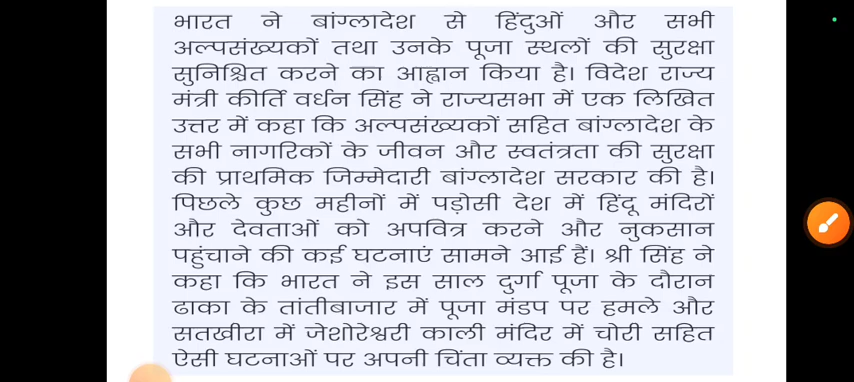 भारत ने बांग्लादेश से हिंदुओं और सभी
अल्पसंख्यकों तथा उनके पूजा स्थलों की सुरक्षा
सुनिश्चित करने का आह्वान किया है। विदेश राज्य
मंत्री कीर्ति वर्धन सिंह ने राज्यसभा में एक लिखित
उत्तर में कहा कि अल्पसंख्यकों सहित बांग्लादेश के
सभी नागरिकों के जीवन और स्वतंत्रता की सुरक्षा
की प्राथमिक जिम्मेदारी बांग्लादेश सरकार की है।
पिछले कुछ महीनों में पड़ोसी देश में हिंदू मंदिरों
और देवताओं को अपवित्र करने और नुकसान
पहुंचाने की कई घटनाएं सामने आई हैं। श्री सिंह ने
कहा कि भारत ने इस साल दुर्गा पूजा के दौरान
ढाका के तांतीबाजार में पूजा मंडप पर हमले और
सतखीरा में जेशोरेश्वरी काली मंदिर में चोरी सहित
ऐसी घटनाओं पर अपनी चिंता व्यक्त की है।